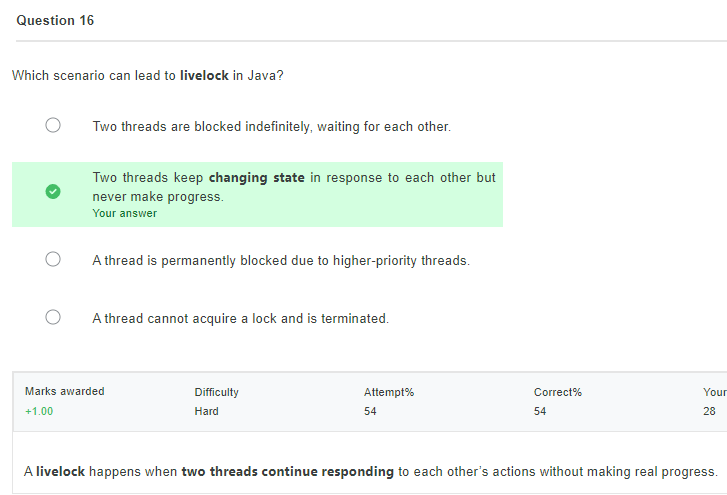 Question 16
Which scenario can lead to livelock in Java?
Two threads are blocked indefinitely, waiting for each other.
Two threads keep changing state in response to each other but
never make progress.
Your answer
A thread is permanently blocked due to higher-priority threads.
A thread cannot acquire a lock and is terminated.
Marks awarded Difficulty Attempt% Correct% Your
+1.00 Hard 54 54 28
A livelock happens when two threads continue responding to each other's actions without making real progress.